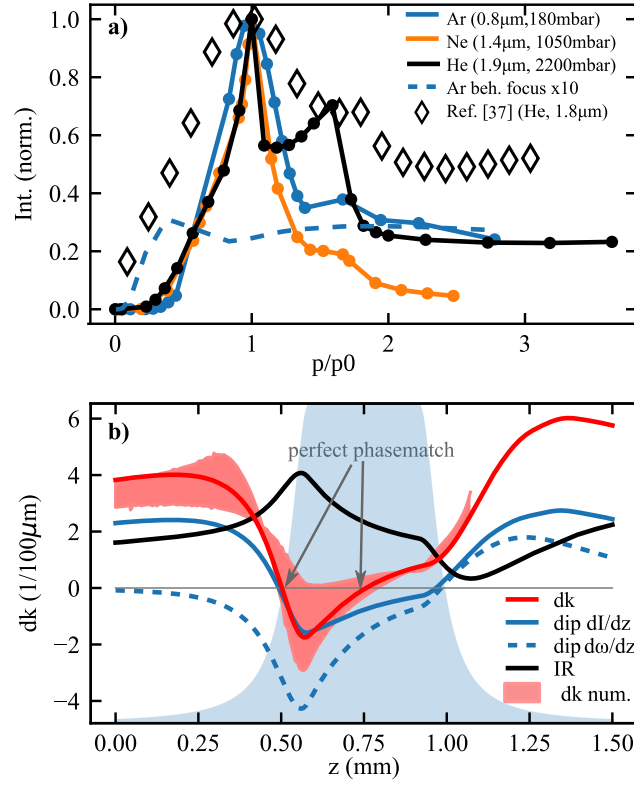 a)
Ar (0.8µm,180mbar)
Ne (1.4µm, 1050mbar)
He (1.9µm, 2200mbar)
Ar beh. focus x10
Ref. [37] (He, 1.8µm)
Int. (norm.)
1.0
0.8
0.6
0.4
0.2
0.0
0 1 2 3
p/p0
b)
perfect phasematch
dk (1/100µm)
6
4
2
0
−2
−4
dk
dip dI/dz
dip dω/dz
IR
dk num.
0.00 0.25 0.50 0.75 1.00 1.25 1.50
z (mm)